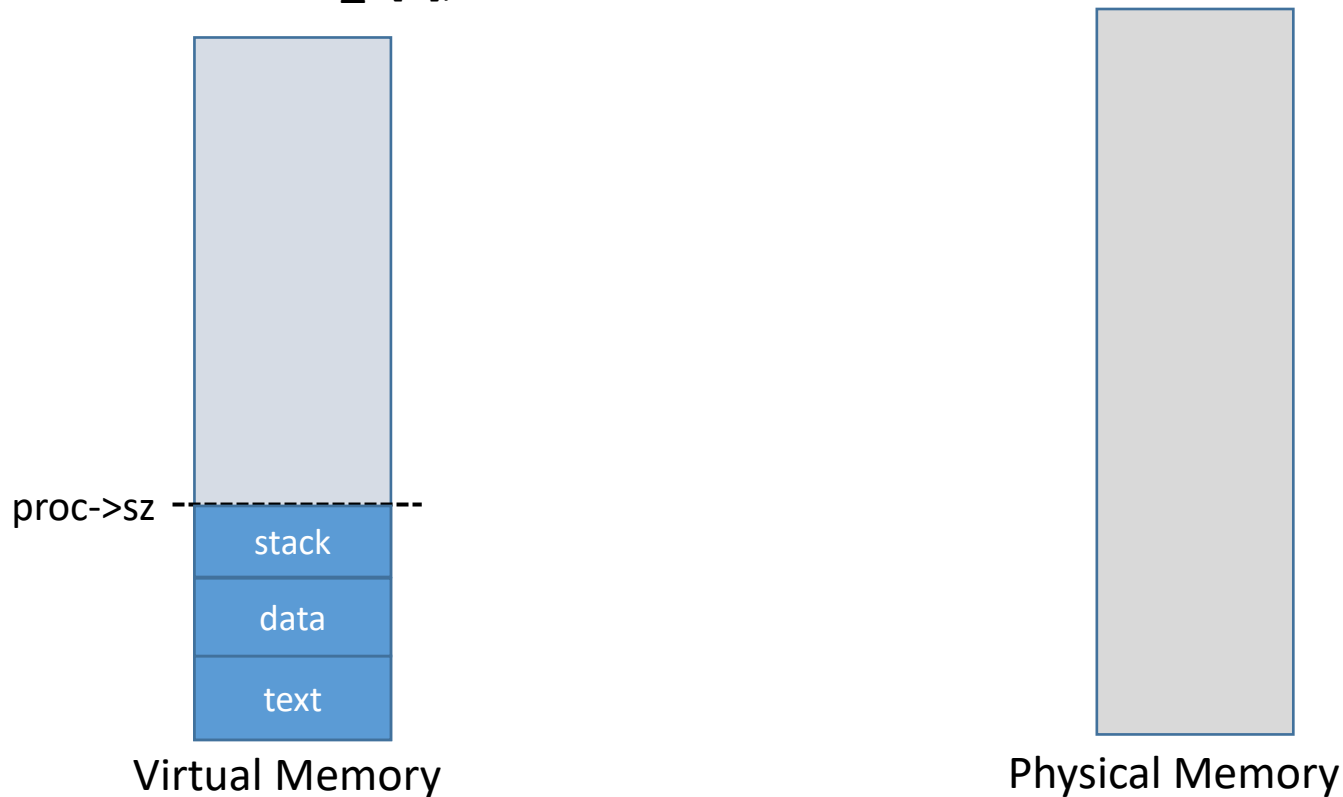 proc->sz
stack
data
text
Virtual Memory
Physical Memory